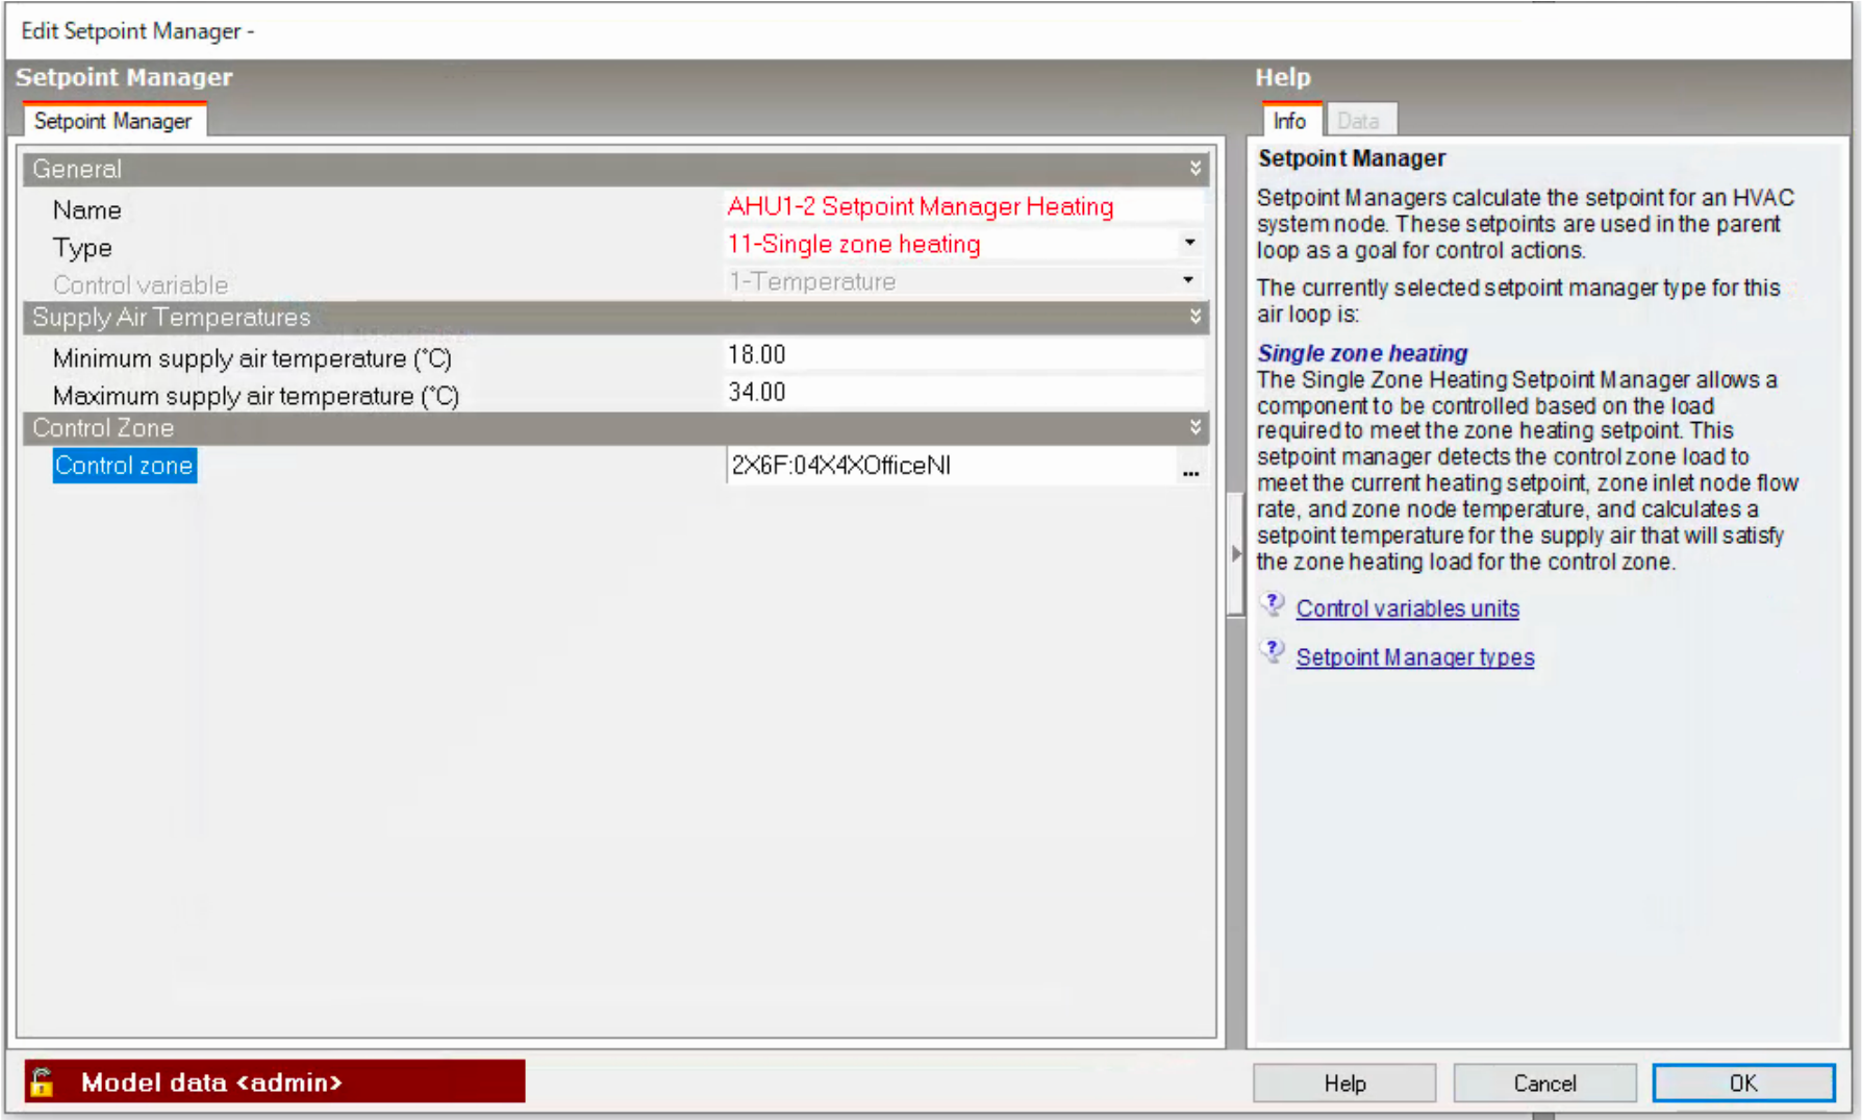 Edit Setpoint Manager -
Setpoint Manager
Setpoint Manager
General
Name
AHU1-2 Setpoint Manager Heating
Type
11-Single zone heating
Control variable
1-Temperature
Supply Air Temperatures
Minimum supply air temperature (°C)
18.00
Maximum supply air temperature (°C)
34.00
Control Zone
Control zone
2X6F:04X4XOfficeNI
...
Model data <admin>
Help
Info
Data
Setpoint Manager
Setpoint Managers calculate the setpoint for an HVAC
system node. These setpoints are used in the parent
loop as a goal for control actions.
The currently selected setpoint manager type for this
air loop is:
Single zone heating
The Single Zone Heating Setpoint Manager allows a
component to be controlled based on the load
required to meet the zone heating setpoint. This
setpoint manager detects the control zone load to
meet the current heating setpoint, zone inlet node flow
rate, and zone node temperature, and calculates a
setpoint temperature for the supply air that will satisfy
the zone heating load for the control zone.
Control variables units
Setpoint Manager types
Help
Cancel
OK